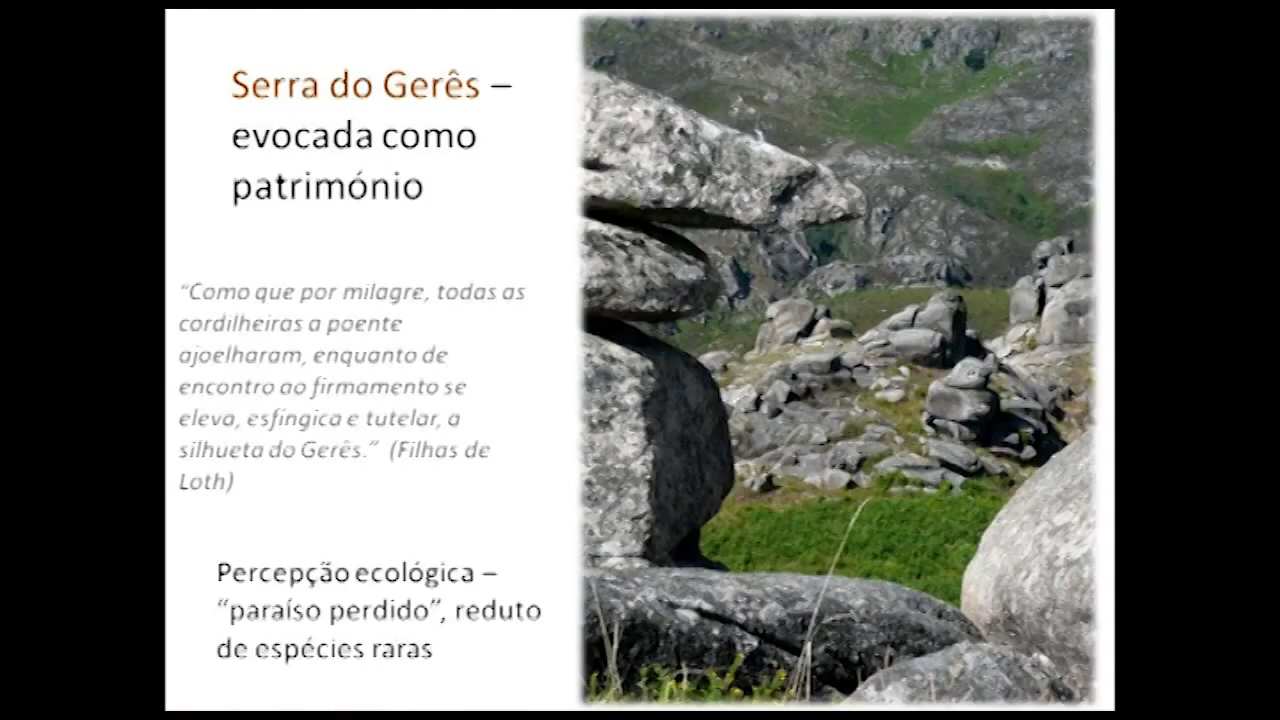 Serra do Gerês –
evocada como
património
“Como que por milagre, todas as
cordilheiras a poente
ajoelharam, enquanto de
encontro ao firmamento se
eleva, esfíngica e tutelar, a
silhueta do Gerês.” (Filhas de
Loth)
Percepção ecológica –
“paraíso perdido”, reduto
de espécies raras